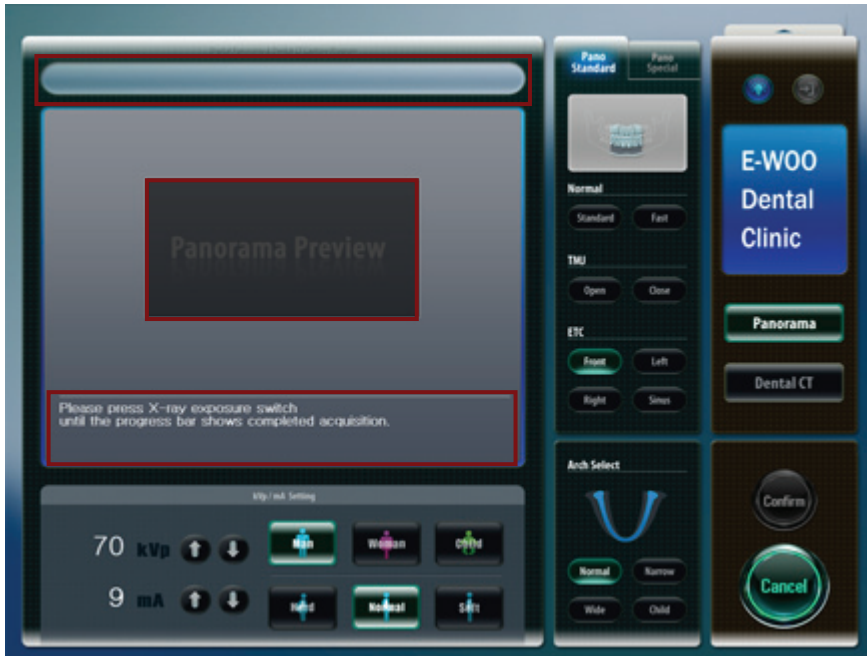 Panorama Preview
Please press X-ray exposure switch
until the progress bar shows completed acquisition.
kVp / mA Setting
70 kVp
Man
Woman
Child
9 mA
Hard
Normal
Soft
Pano
Standard
Pano
Special
Normal
Standard
Fast
TMJ
Open
Close
ETC
Front
Left
Right
Sinus
Arch Select
Normal
Narrow
Wide
Child
E-WOO
Dental
Clinic
Panorama
Dental CT
Confirm
Cancel